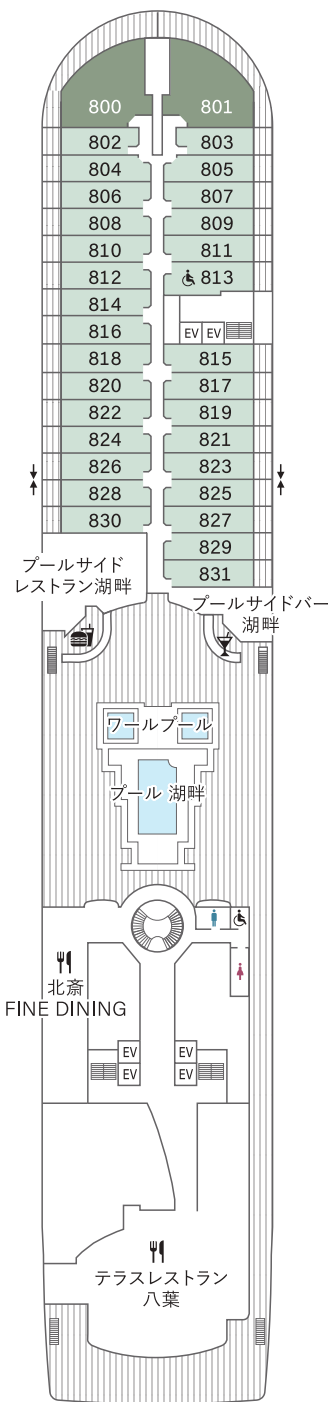 800 801
802 803
804 805
806 807
808 809
810 811
812 813
814
816
EV EV
818 815
820 817
822 819
824 821
826 823
828 825
830 827
829
831
プールサイド
レストラン湖畔
プールサイドバー
湖畔
ワールプール
プール 湖畔
北斎
FINE DINING
EV EV
EV EV
テラスレストラン
八葉